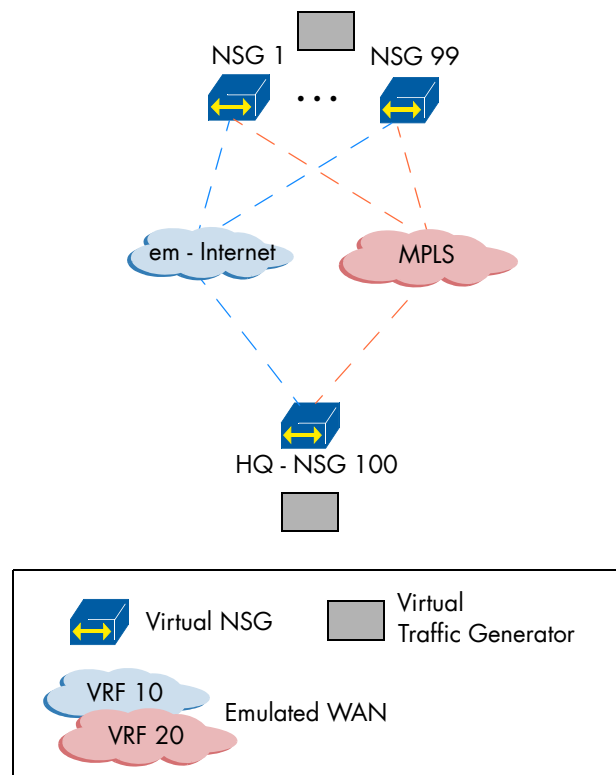 NSG 1
NSG 99
...
em - Internet
MPLS
HQ - NSG 100
Virtual NSG
Virtual
Traffic Generator
VRF 10
VRF 20
Emulated WAN